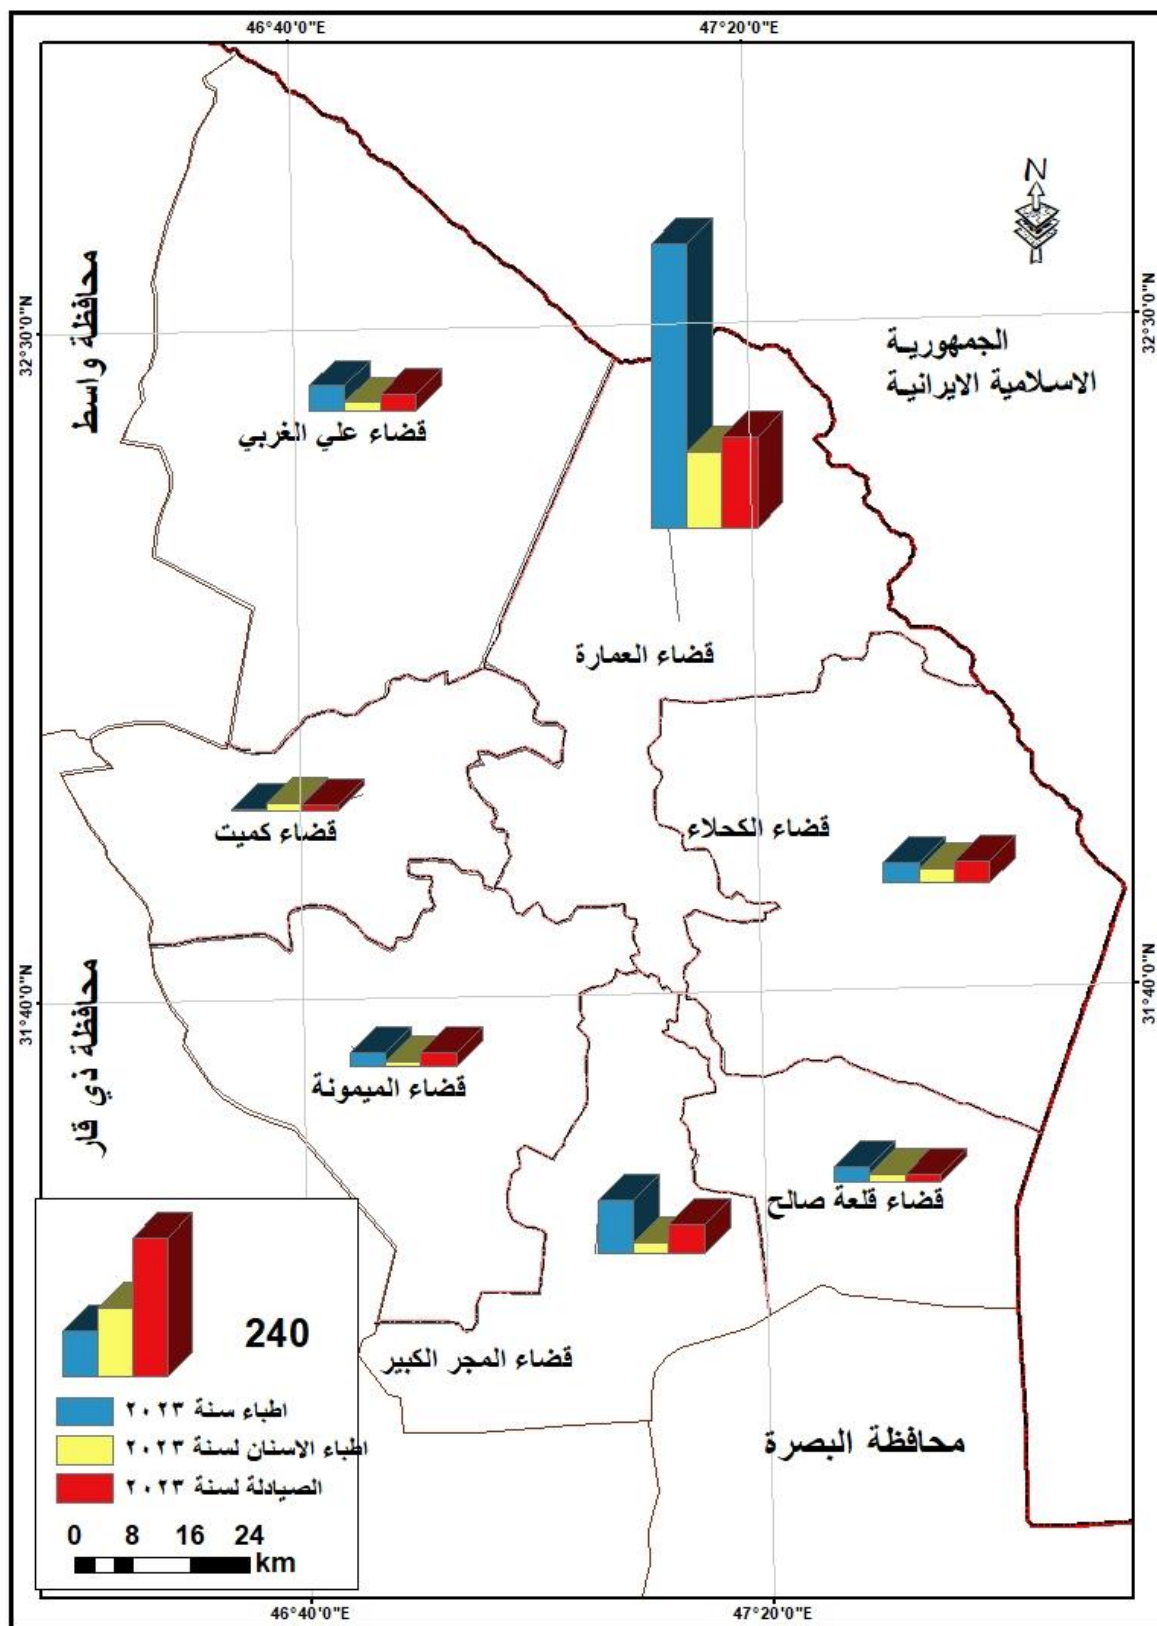 46°40'0"E
47°20'0"E
N
محافظة واسط
32°30'0"N
32°30'0"N
الجمهورية
الاسلامية الايرانية
قضاء علي الغربي
قضاء العمارة
قضاء كميت
قضاء الكحلاء
محافظة ذي قار
31°40'0"N
31°40'0"N
قضاء الميمونة
قضاء قلعة صالح
قضاء المجر الكبير
محافظة البصرة
240
اطباء سنة ٢٠٢٣
اطباء الاسنان لسنة ٢٠٢٣
الصيادلة لسنة ٢٠٢٣
0 8 16 24
km
46°40'0"E
47°20'0"E